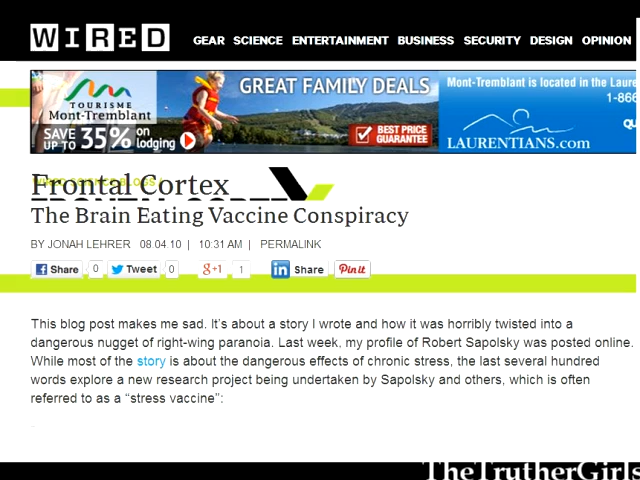 WIRED
GEAR SCIENCE ENTERTAINMENT BUSINESS SECURITY DESIGN OPINION
TOURISME
Mont-Tremblant
SAVE UP TO 35% on lodging
GREAT FAMILY DEALS
BEST PRICE GUARANTEE
Mont-Tremblant is located in the Laure
1-866
QU
LAURENTIANS.com
Frontal Cortex
The Brain Eating Vaccine Conspiracy
BY JONAH LEHRER 08.04.10 | 10:31 AM | PERMALINK
Share 0 Tweet 0 g+1 1 in Share Pin it
This blog post makes me sad. It's about a story I wrote and how it was horribly twisted into a
dangerous nugget of right-wing paranoia. Last week, my profile of Robert Sapolsky was posted online.
While most of the story is about the dangerous effects of chronic stress, the last several hundred
words explore a new research project being undertaken by Sapolsky and others, which is often
referred to as a “stress vaccine”:
TheTrutherGirls